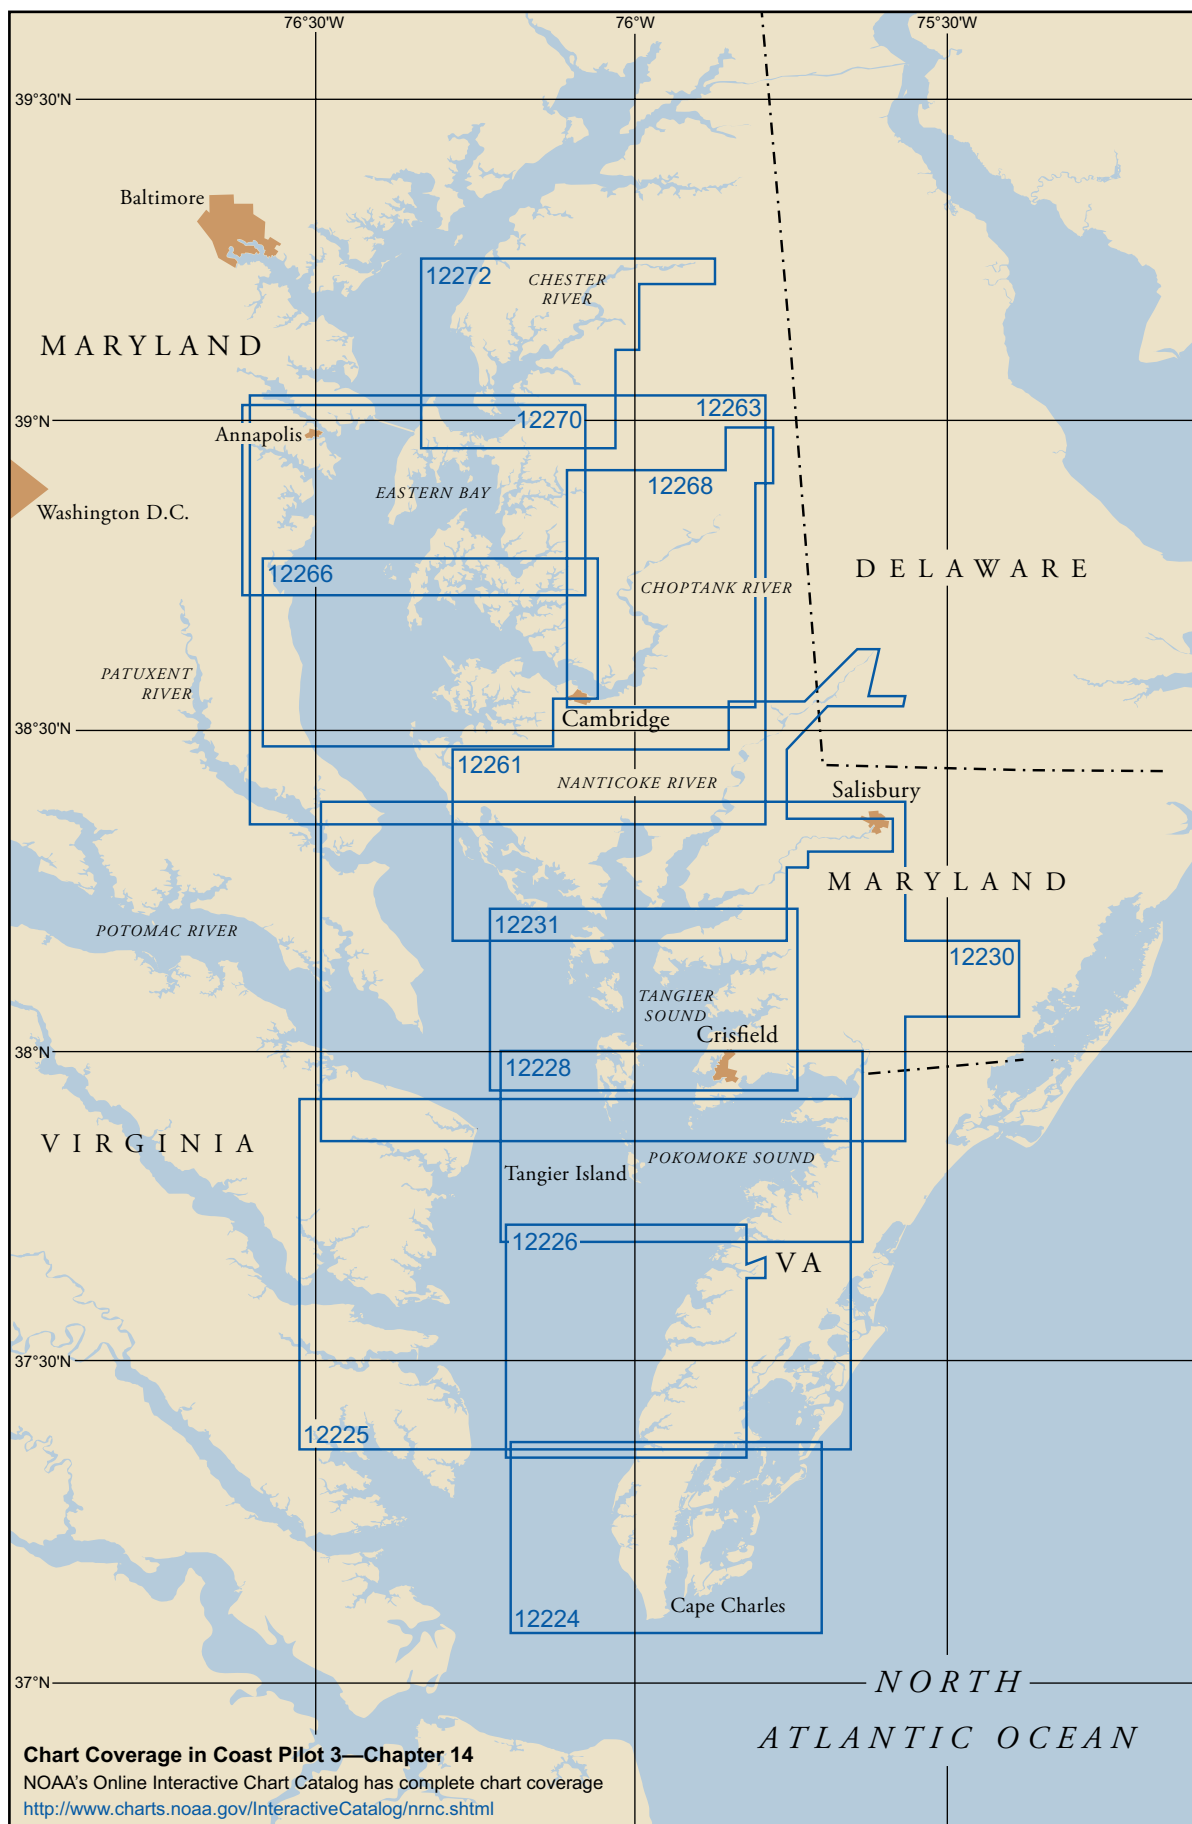 76°30'W
76°W
75°30'W
39°30'N
Baltimore
12272
CHESTER
RIVER
MARYLAND
39°N
12270
12263
Annapolis
12268
EASTERN BAY
Washington D.C.
12266
CHOPTANK RIVER
DELAWARE
PATUXENT
RIVER
Cambridge
38°30'N
12261
NANTICOKE RIVER
Salisbury
MARYLAND
12231
POTOMAC RIVER
12230
TANGIER
SOUND
Crisfield
38°N
12228
VIRGINIA
POKOMOKE SOUND
Tangier Island
12226
VA
37°30'N
12225
Cape Charles
12224
37°N
NORTH
ATLANTIC OCEAN
Chart Coverage in Coast Pilot 3—Chapter 14
NOAA's Online Interactive Chart Catalog has complete chart coverage
http://www.charts.noaa.gov/InteractiveCatalog/nrnc.shtml